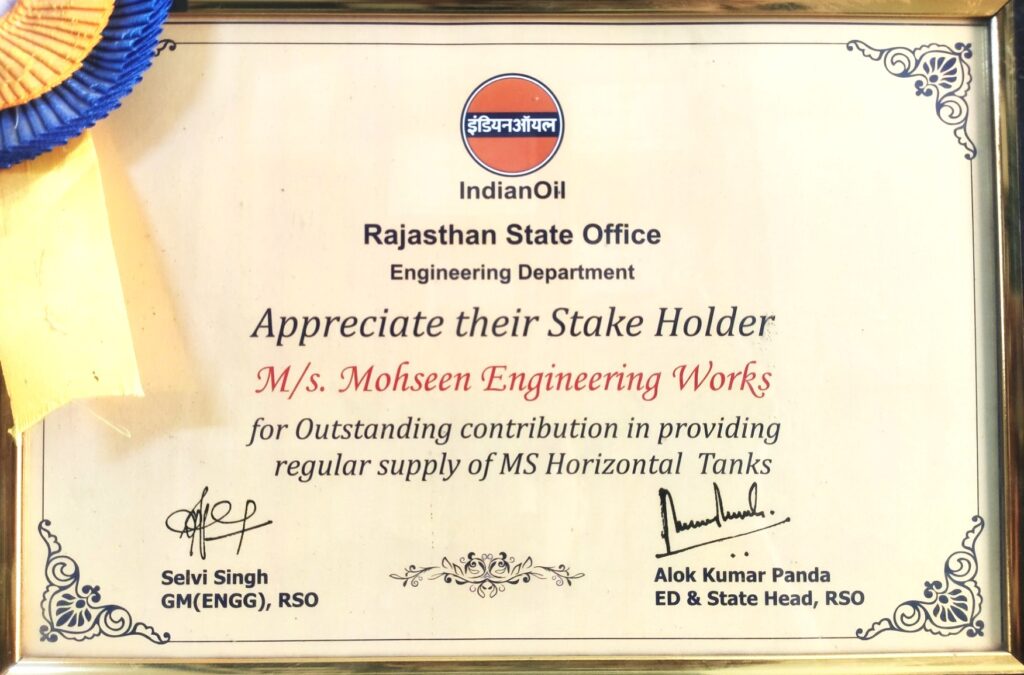 इंडियनऑयल
IndianOil
Rajasthan State Office
Engineering Department
Appreciate their Stake Holder
M/s. Mohseen Engineering Works
for Outstanding contribution in providing
regular supply of MS Horizontal Tanks
Selvi Singh
GM(ENGG), RSO
Alok Kumar Panda
ED & State Head, RSO